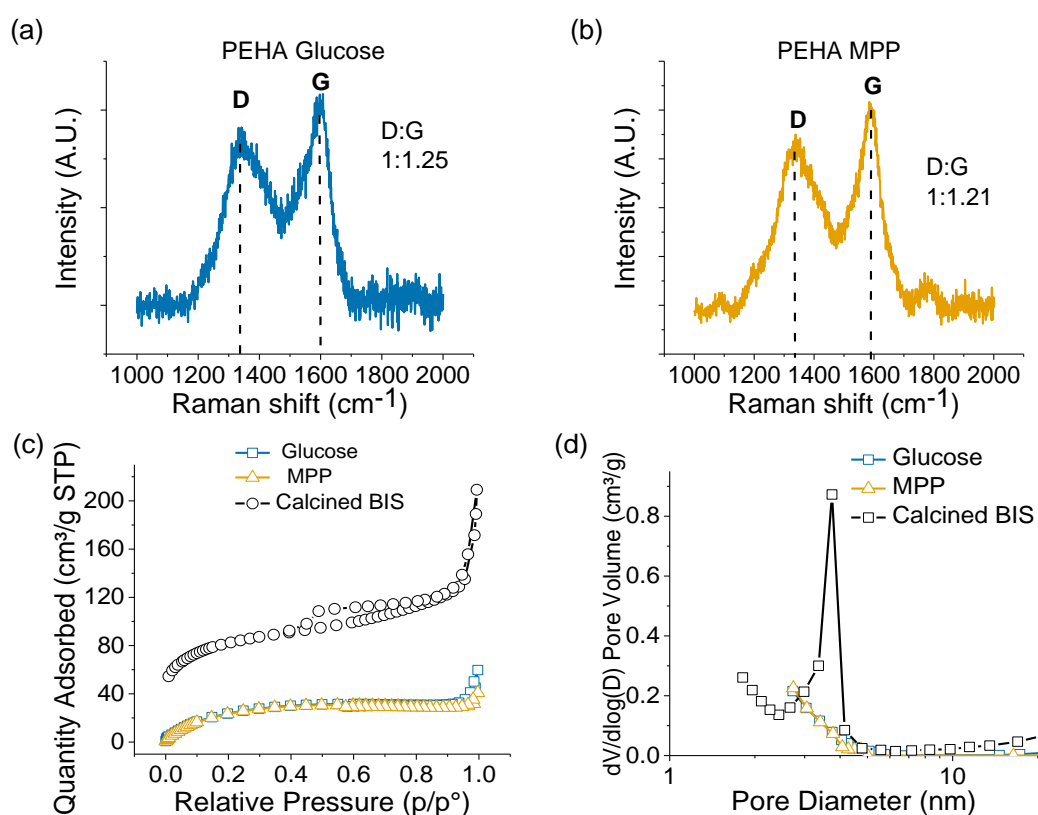 (a)
PEHA Glucose
D
G
D:G
1:1.25
Intensity (A.U.)
1000 1200 1400 1600 1800 2000
Raman shift (cm⁻¹)
(b)
PEHA MPP
D
G
D:G
1:1.21
Intensity (A.U.)
1000 1200 1400 1600 1800 2000
Raman shift (cm⁻¹)
(c)
Glucose
MPP
Calcined BIS
Quantity Adsorbed (cm³/g STP)
200
160
120
80
40
0
0.0 0.2 0.4 0.6 0.8 1.0
Relative Pressure (p/p°)
(d)
Glucose
MPP
Calcined BIS
dV/dlog(D) Pore Volume (cm³/g)
0.8
0.6
0.4
0.2
0.0
1 10
Pore Diameter (nm)